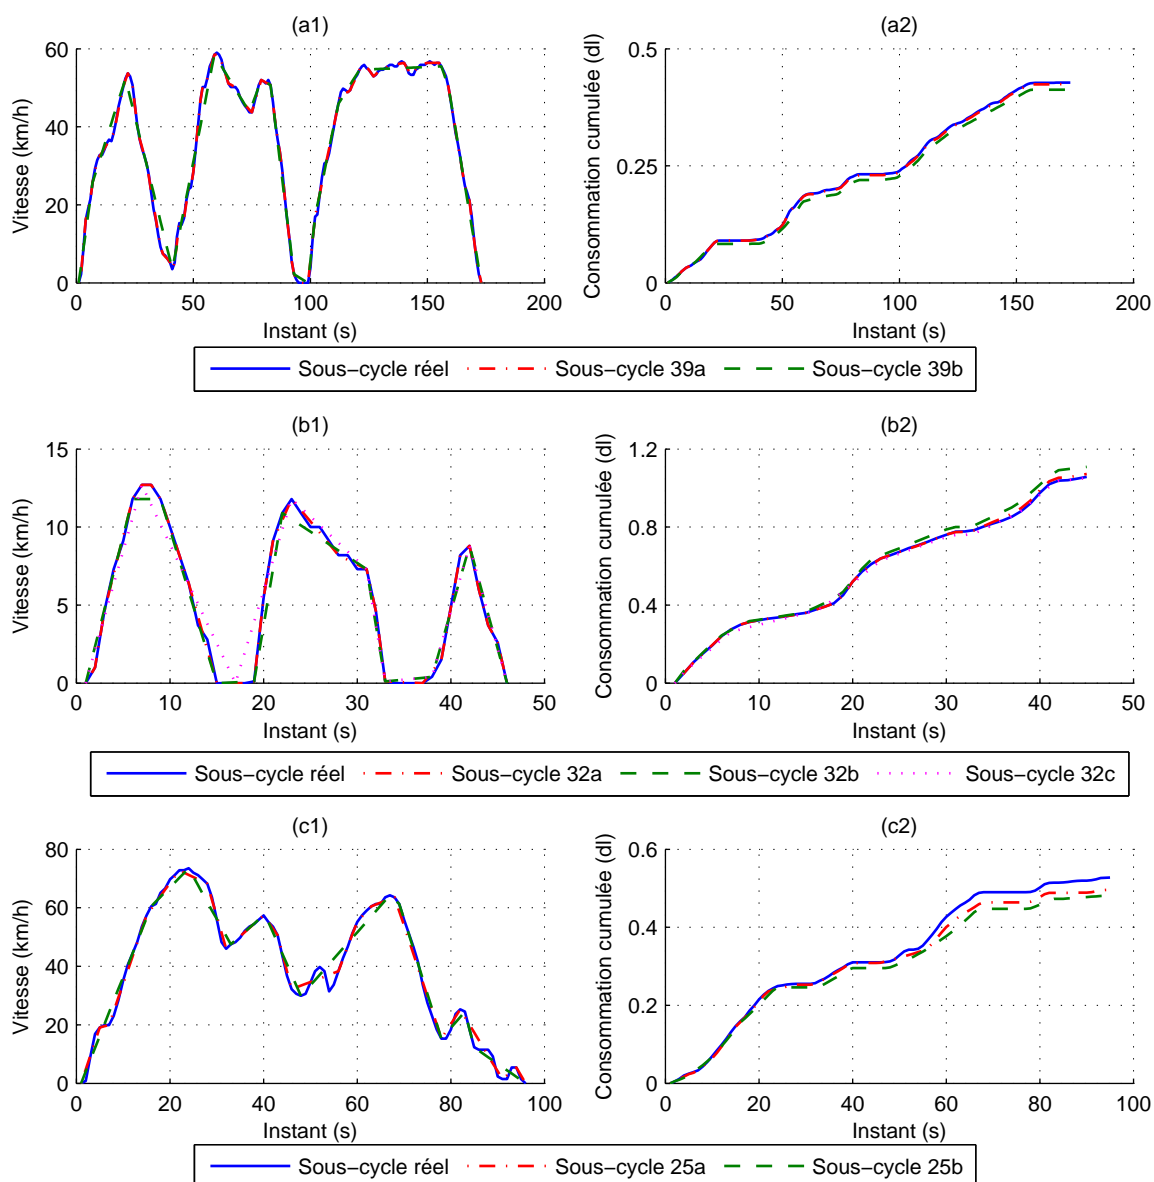 (a1)
(a2)
Vitesse (km/h)
60
40
20
0
0 50 100 150 200
Instant (s)
Consommation cumulée (dl)
0.5
0.25
0
0 50 100 150 200
Instant (s)
Sous−cycle réel Sous−cycle 39a Sous−cycle 39b
(b1)
(b2)
Vitesse (km/h)
15
10
5
0
0 10 20 30 40 50
Instant (s)
Consommation cumulée (dl)
1.2
0.8
0.4
0
0 10 20 30 40 50
Instant (s)
Sous−cycle réel Sous−cycle 32a Sous−cycle 32b Sous−cycle 32c
(c1)
(c2)
Vitesse (km/h)
80
60
40
20
0
0 20 40 60 80 100
Instant (s)
Consommation cumulée (dl)
0.6
0.4
0.2
0
0 20 40 60 80 100
Instant (s)
Sous−cycle réel Sous−cycle 25a Sous−cycle 25b